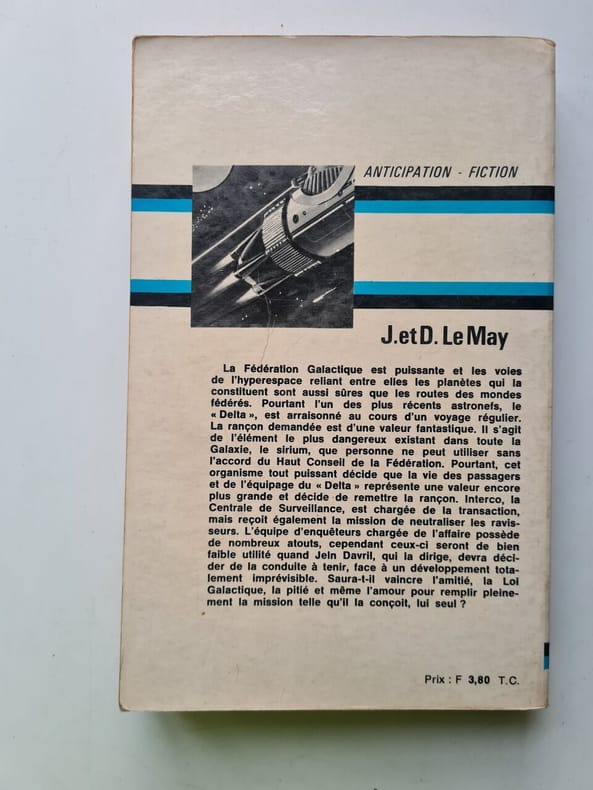 ANTICIPATION - FICTION
J.etD. Le May
La Fédération Galactique est puissante et les voies
de l'hyperespace reliant entre elles les planètes qui la
constituent sont aussi sûres que les routes des mondes
fédérés. Pourtant l'un des plus récents astronefs, le
« Delta », est arraisonné au cours d'un voyage régulier.
La rançon demandée est d'une valeur fantastique. Il s'agit
de l'élément le plus dangereux existant dans toute la
Galaxie, le sirium, que personne ne peut utiliser sans
l'accord du Haut Conseil de la Fédération. Pourtant, cet
organisme tout puissant décide que la vie des passagers
et de l'équipage du « Delta » représente une valeur encore
plus grande et décide de remettre la rançon. Interco, la
Centrale de Surveillance, est chargée de la transaction,
mais reçoit également la mission de neutraliser les ravis-
seurs. L'équipe d'enquêteurs chargée de l'affaire possède
de nombreux atouts, cependant ceux-ci seront de bien
faible utilité quand Jein Davril, qui la dirige, devra déci-
der de la conduite à tenir, face à un développement tota-
lement imprévisible. Saura-t-il vaincre l'amitié, la Loi
Galactique, la pitié et même l'amour pour remplir pleine-
ment la mission telle qu'il la conçoit, lui seul ?
Prix : F 3,80 T.C.